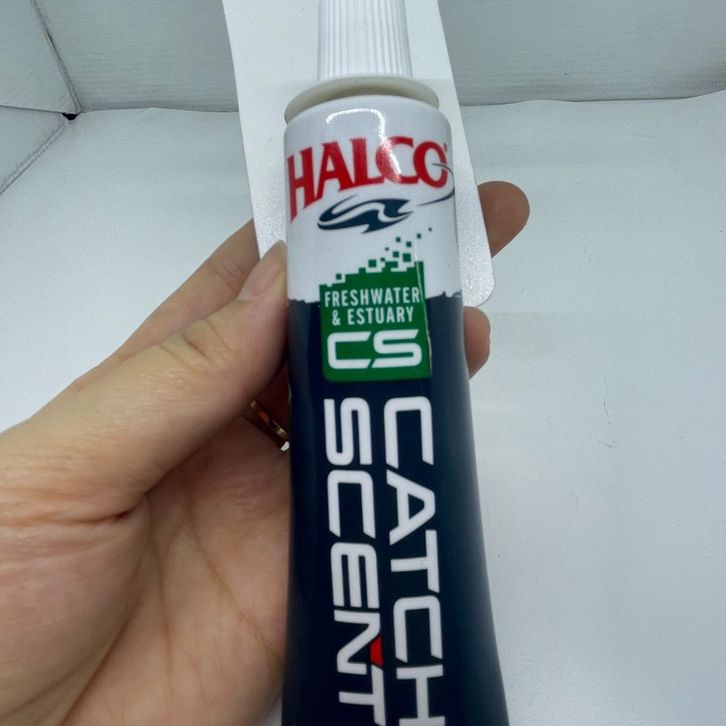 HALCO®
FRESHWATER
& ESTUARY
CS
CATCH
SCENT